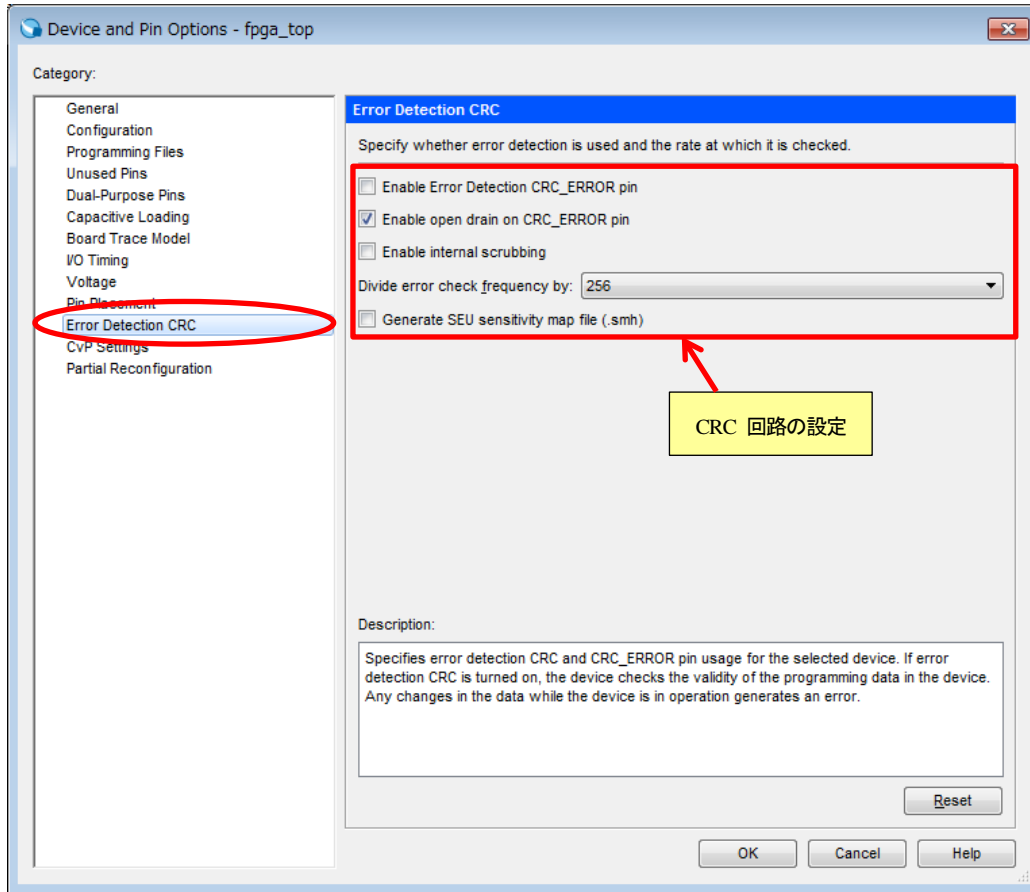 Device and Pin Options - fpga_top
Category:
General
Configuration
Programming Files
Unused Pins
Dual-Purpose Pins
Capacitive Loading
Board Trace Model
I/O Timing
Voltage
Pin Placement
Error Detection CRC
CvP Settings
Partial Reconfiguration
Error Detection CRC
Specify whether error detection is used and the rate at which it is checked.
Enable Error Detection CRC_ERROR pin
Enable open drain on CRC_ERROR pin
Enable internal scrubbing
Divide error check frequency by: 256
Generate SEU sensitivity map file (.smh)
CRC 回路の設定
Description:
Specifies error detection CRC and CRC_ERROR pin usage for the selected device. If error
detection CRC is turned on, the device checks the validity of the programming data in the device.
Any changes in the data while the device is in operation generates an error.
Reset
OK Cancel Help